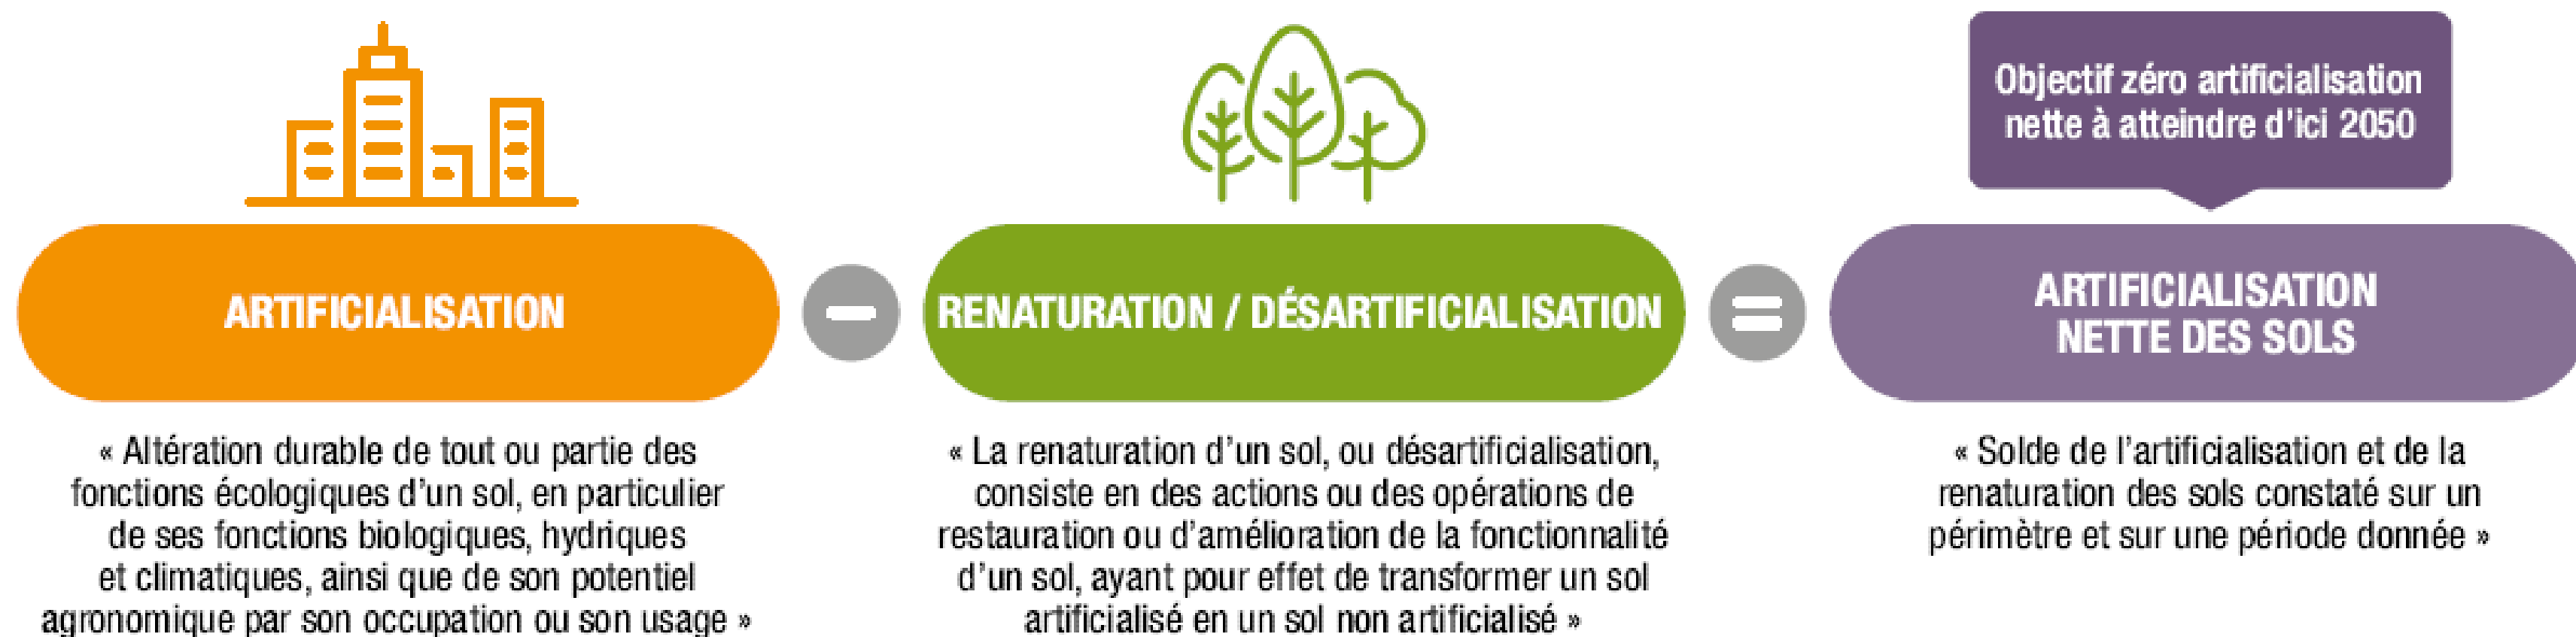 Objectif zéro artificialisation
nette à atteindre d'ici 2050
ARTIFICIALISATION
RENATURATION / DÉSARTIFICIALISATION
ARTIFICIALISATION
NETTE DES SOLS
« Altération durable de tout ou partie des
fonctions écologiques d'un sol, en particulier
de ses fonctions biologiques, hydriques
et climatiques, ainsi que de son potentiel
agronomique par son occupation ou son usage »
« La renaturation d'un sol, ou désartificialisation,
consiste en des actions ou des opérations de
restauration ou d'amélioration de la fonctionnalité
d'un sol, ayant pour effet de transformer un sol
artificialisé en un sol non artificialisé »
« Solde de l'artificialisation et de la
renaturation des sols constaté sur un
périmètre et sur une période donnée »